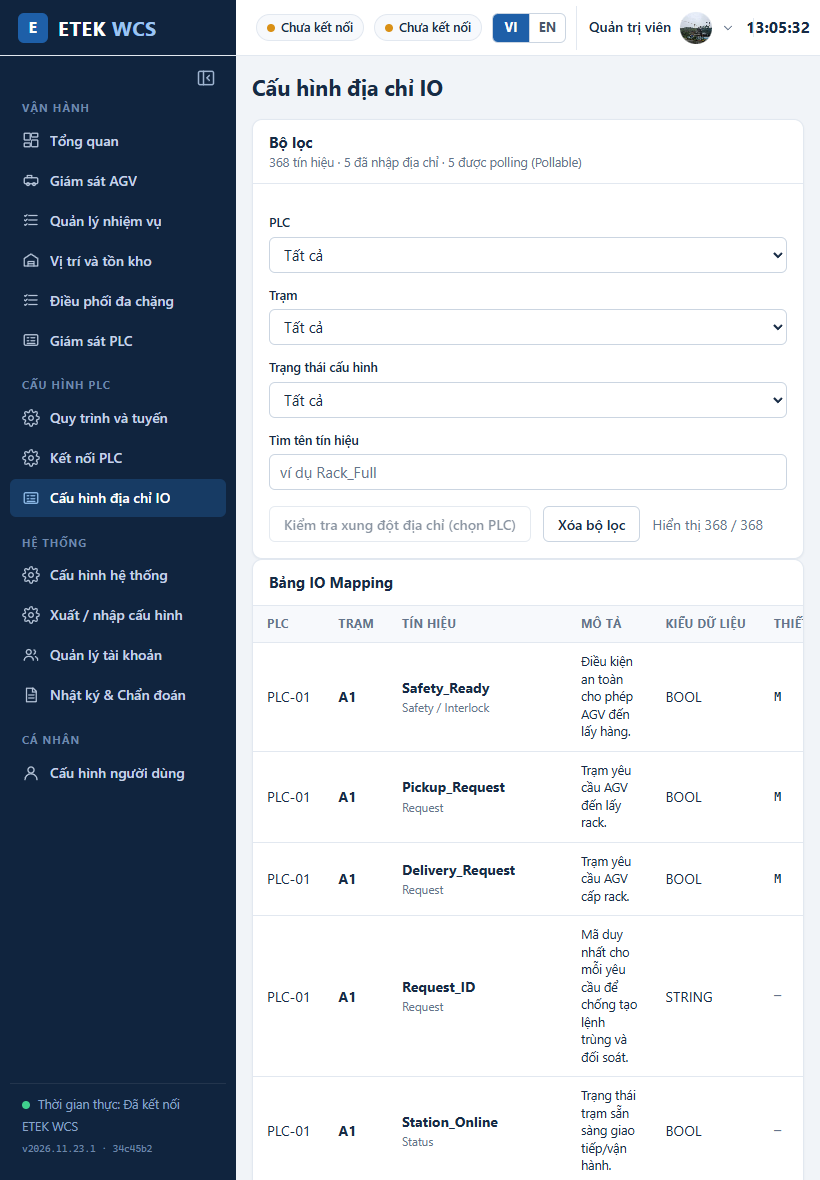 E ETEK WCS
Chưa kết nối
Chưa kết nối
VI EN
Quản trị viên
13:05:32
VẬN HÀNH
Tổng quan
Giám sát AGV
Quản lý nhiệm vụ
Vị trí và tồn kho
Điều phối đa chặng
Giám sát PLC
CẤU HÌNH PLC
Quy trình và tuyến
Kết nối PLC
Cấu hình địa chỉ IO
HỆ THỐNG
Cấu hình hệ thống
Xuất / nhập cấu hình
Quản lý tài khoản
Nhật ký & Chẩn đoán
CÁ NHÂN
Cấu hình người dùng
Thời gian thực: Đã kết nối
ETEK WCS
v2026.11.23.1 · 34c45b2
Cấu hình địa chỉ IO
Bộ lọc
368 tín hiệu · 5 đã nhập địa chỉ · 5 được polling (Pollable)
PLC
Tất cả
Trạm
Tất cả
Trạng thái cấu hình
Tất cả
Tìm tên tín hiệu
ví dụ Rack_Full
Kiểm tra xung đột địa chỉ (chọn PLC)
Xóa bộ lọc
Hiển thị 368 / 368
Bảng IO Mapping
PLC TRẠM TÍN HIỆU MÔ TẢ KIỂU DỮ LIỆU THIẾ
PLC-01 A1 Safety_Ready
Safety / Interlock
Điều kiện
an toàn
cho phép
AGV đến
lấy hàng.
BOOL M
PLC-01 A1 Pickup_Request
Request
Trạm yêu
cầu AGV
đến lấy
rack.
BOOL M
PLC-01 A1 Delivery_Request
Request
Trạm yêu
cầu AGV
cấp rack.
BOOL M
PLC-01 A1 Request_ID
Request
Mã duy
nhất cho
mỗi yêu
cầu để
chống tạo
lệnh
trùng và
đối soát.
STRING –
PLC-01 A1 Station_Online
Status
Trạng thái
trạm sẵn
sàng giao
tiếp/vận
hành.
BOOL –